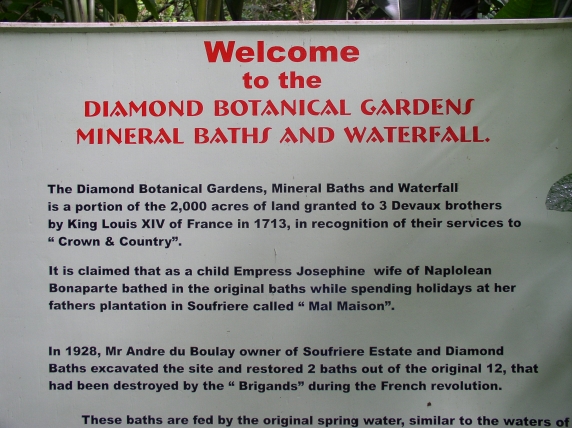 Welcome
to the
DIAMOND BOTANICAL GARDENS
MINERAL BATHS AND WATERFALL.
The Diamond Botanical Gardens, Mineral Baths and Waterfall
is a portion of the 2,000 acres of land granted to 3 Devaux brothers
by King Louis XIV of France in 1713, in recognition of their services to
“ Crown & Country”.
It is claimed that as a child Empress Josephine  wife of Naplolean
Bonaparte bathed in the original baths while spending holidays at her
fathers plantation in Soufriere called “ Mal Maison”.
In 1928, Mr Andre du Boulay owner of Soufriere Estate and Diamond
Baths excavated the site and restored 2 baths out of the original 12, that
had been destroyed by the “ Brigands” during the French revolution.
These baths are fed by the original spring water, similar to the waters of